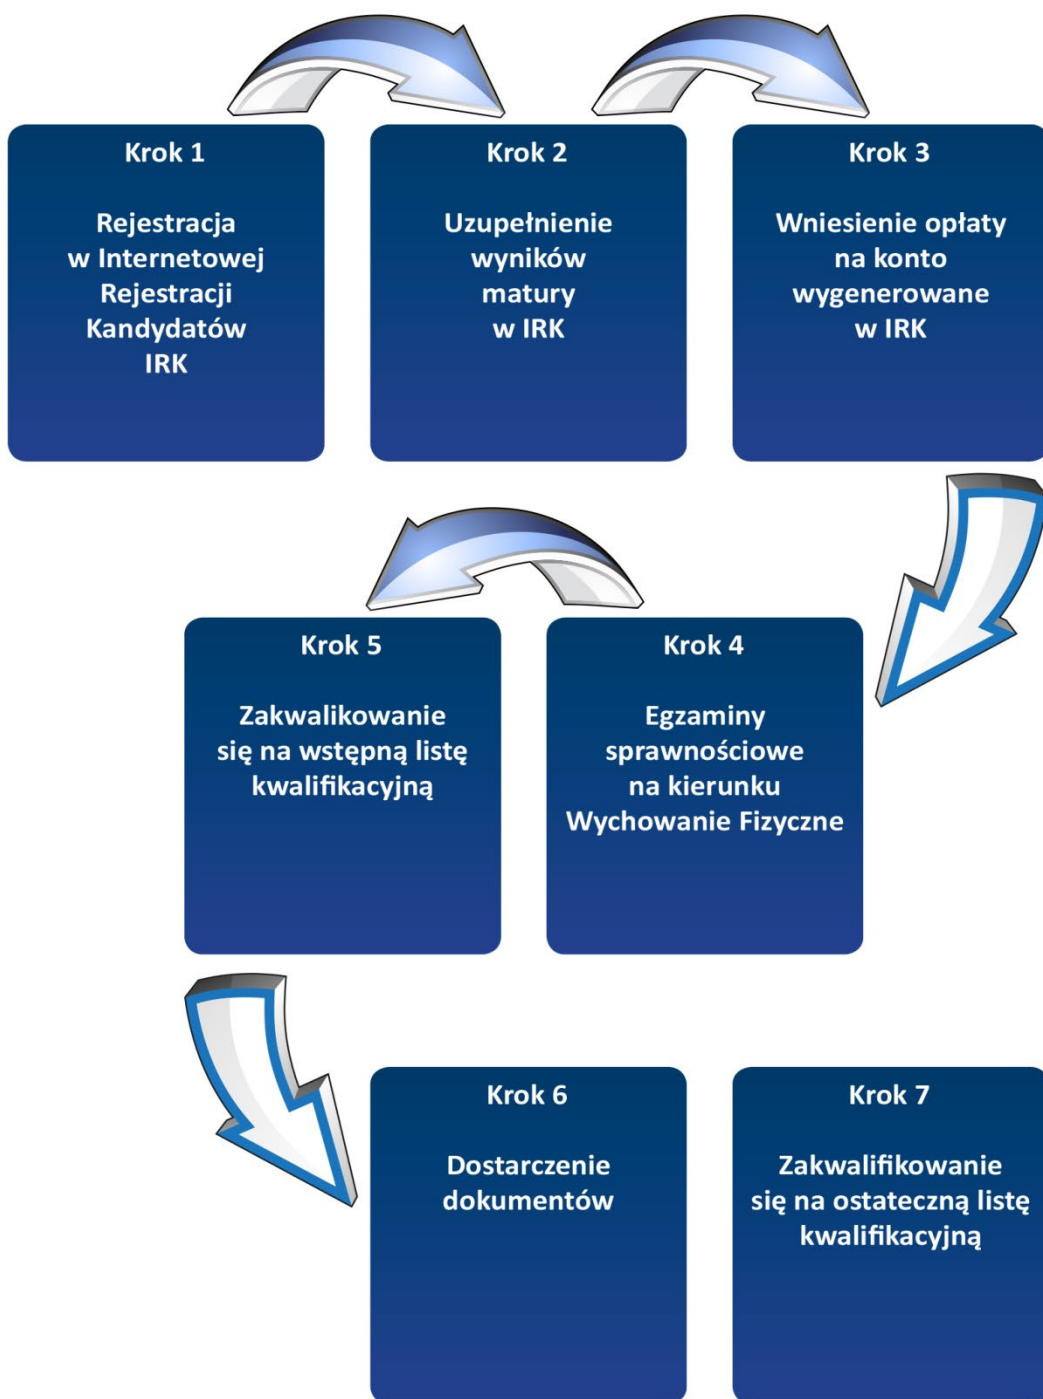 Krok 1
Rejestracja
w Internetowej
Rejestracji
Kandydatów
IRK
Krok 2
Uzupełnienie
wyników
matury
w IRK
Krok 3
Wniesienie opłaty
na konto
wygenerowane
w IRK
Krok 4
Egzaminy
sprawnościowe
na kierunku
Wychowanie Fizyczne
Krok 5
Zakwalikowanie
się na wstępną listę
kwalifikacyjną
Krok 6
Dostarczenie
dokumentów
Krok 7
Zakwalifikowanie
się na ostateczną listę
kwalifikacyjną